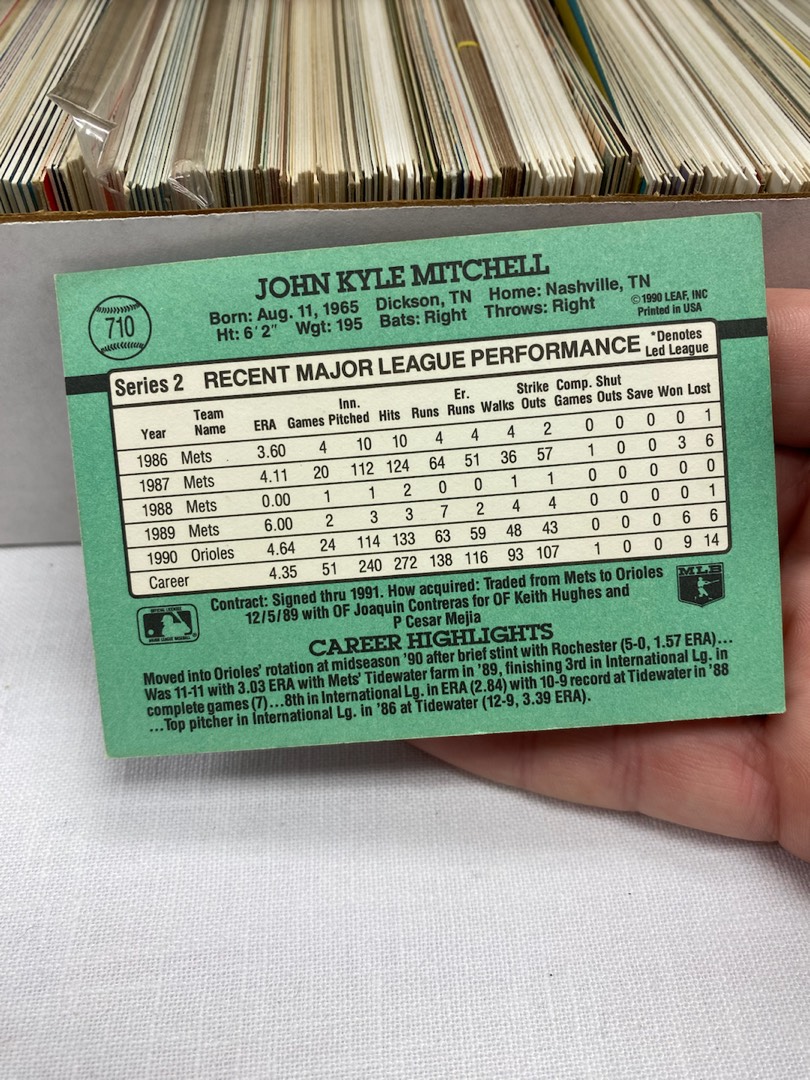 710
JOHN KYLE MITCHELL
Born: Aug. 11, 1965 Dickson, TN Home: Nashville, TN
Ht: 6'2" Wgt: 195 Bats: Right Throws: Right
©1990 LEAF, INC
Printed in USA
Series 2 RECENT MAJOR LEAGUE PERFORMANCE *Denotes Led League
Year Team Name ERA Games Inn. Pitched Hits Runs Er. Runs Walks Strike Outs Comp. Games Shut Outs Save Won Lost
1986 Mets 3.60 4 10 10 4 4 4 2 0 0 0 0 1
1987 Mets 4.11 20 112 124 64 51 36 57 1 0 0 3 6
1988 Mets 0.00 1 1 2 0 0 1 1 0 0 0 0 0
1989 Mets 6.00 2 3 3 7 2 4 4 0 0 0 0 1
1990 Orioles 4.64 24 114 133 63 59 48 43 0 0 0 6 6
Career 4.35 51 240 272 138 116 93 107 1 0 0 9 14
Contract: Signed thru 1991. How acquired: Traded from Mets to Orioles
12/5/89 with OF Joaquin Contreras for OF Keith Hughes and
P Cesar Mejia
MLB
CAREER HIGHLIGHTS
Moved into Orioles' rotation at midseason '90 after brief stint with Rochester (5-0, 1.57 ERA)...
Was 11-11 with 3.03 ERA with Mets' Tidewater farm in '89, finishing 3rd in International Lg. in
complete games (7)...8th in International Lg. in ERA (2.84) with 10-9 record at Tidewater in '88
...Top pitcher in International Lg. in '86 at Tidewater (12-9, 3.39 ERA).